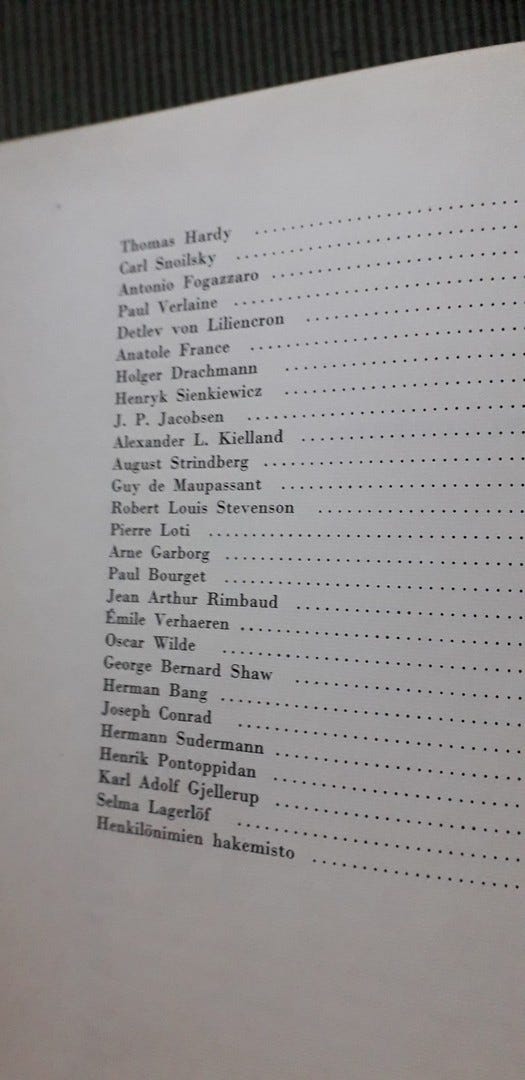 Thomas Hardy ........................
Carl Snoilsky ........................
Antonio Fogazzaro ........................
Paul Verlaine ........................
Detlev von Liliencron ........................
Anatole France ........................
Holger Drachmann ........................
Henryk Sienkiewicz ........................
J. P. Jacobsen ........................
Alexander L. Kielland ........................
August Strindberg ........................
Guy de Maupassant ........................
Robert Louis Stevenson ........................
Pierre Loti ........................
Arne Garborg ........................
Paul Bourget ........................
Jean Arthur Rimbaud ........................
Émile Verhaeren ........................
Oscar Wilde ........................
George Bernard Shaw ........................
Herman Bang ........................
Joseph Conrad ........................
Hermann Sudermann ........................
Henrik Pontoppidan ........................
Karl Adolf Gjellerup ........................
Selma Lagerlöf ........................
Henkilönimien hakemisto ........................